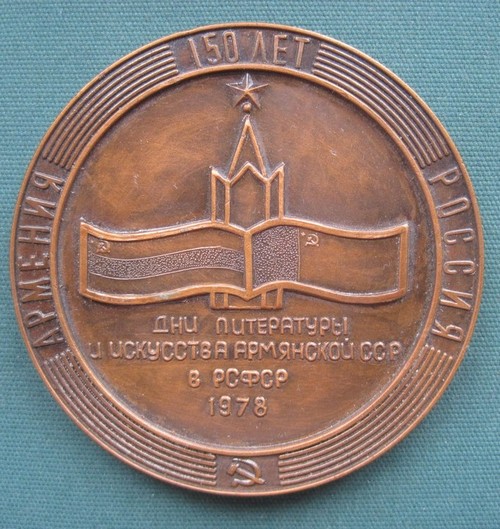 150 ЛЕТ
АРМЕНИЯ
РОССИЯ
ДНИ ЛИТЕРАТУРЫ
И ИСКУССТВА АРМЯНСКОЙ ССР
В РСФСР
1978